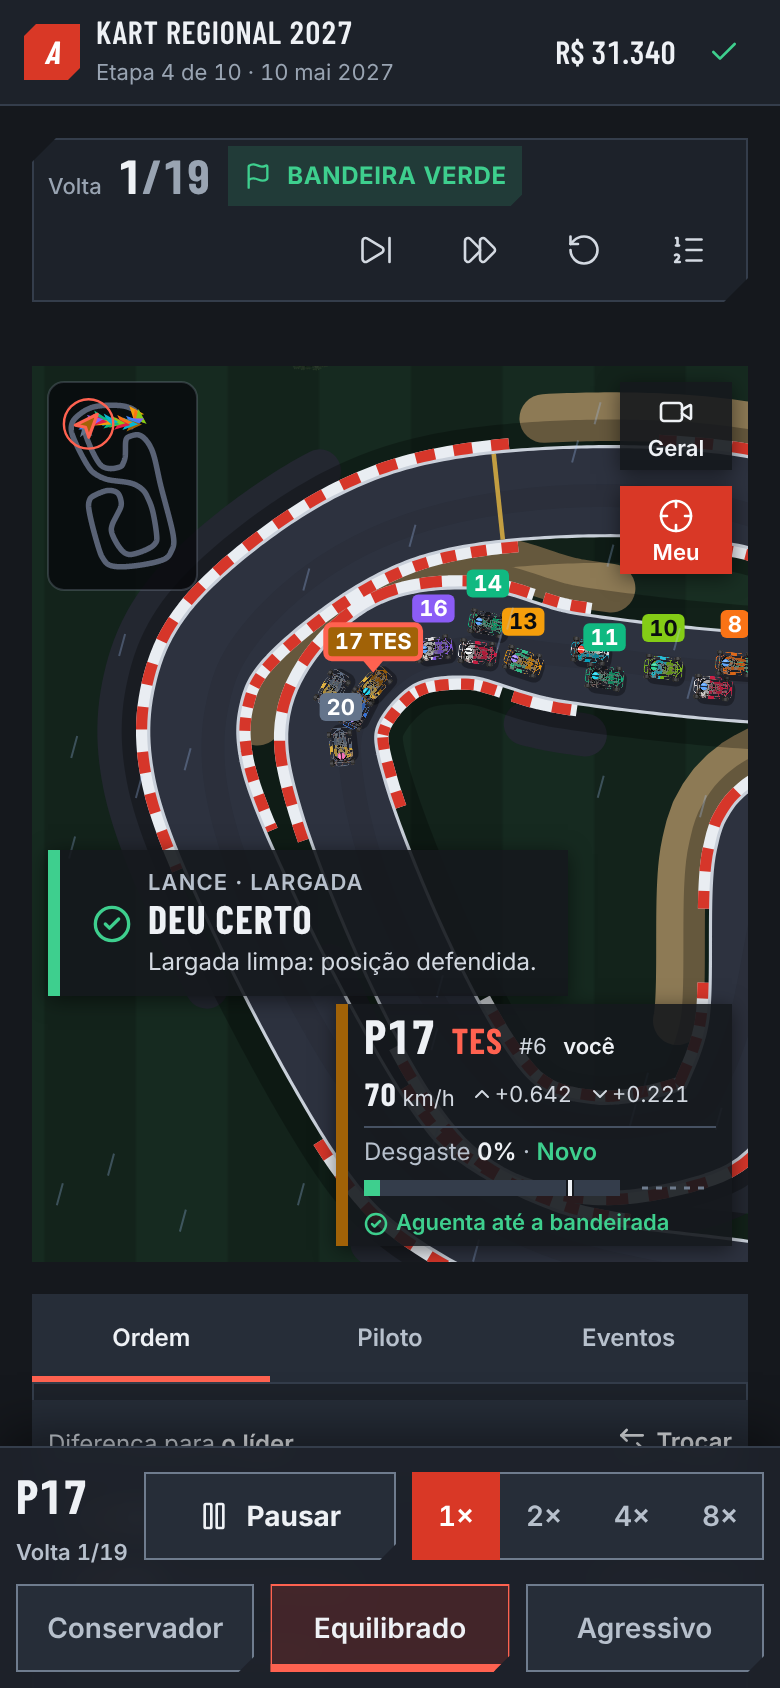 A
KART REGIONAL 2027
Etapa 4 de 10 · 10 mai 2027
R$ 31.340
Volta 1/19
BANDEIRA VERDE
Geral
Meu
14
16
13
17 TES
11
10
8
20
LANCE · LARGADA
DEU CERTO
Largada limpa: posição defendida.
P17 TES #6 você
70 km/h +0.642 +0.221
Desgaste 0% · Novo
Aguenta até a bandeirada
Ordem
Piloto
Eventos
Diferença para o líder
Trocar
P17
Volta 1/19
Pausar
1× 2× 4× 8×
Conservador
Equilibrado
Agressivo